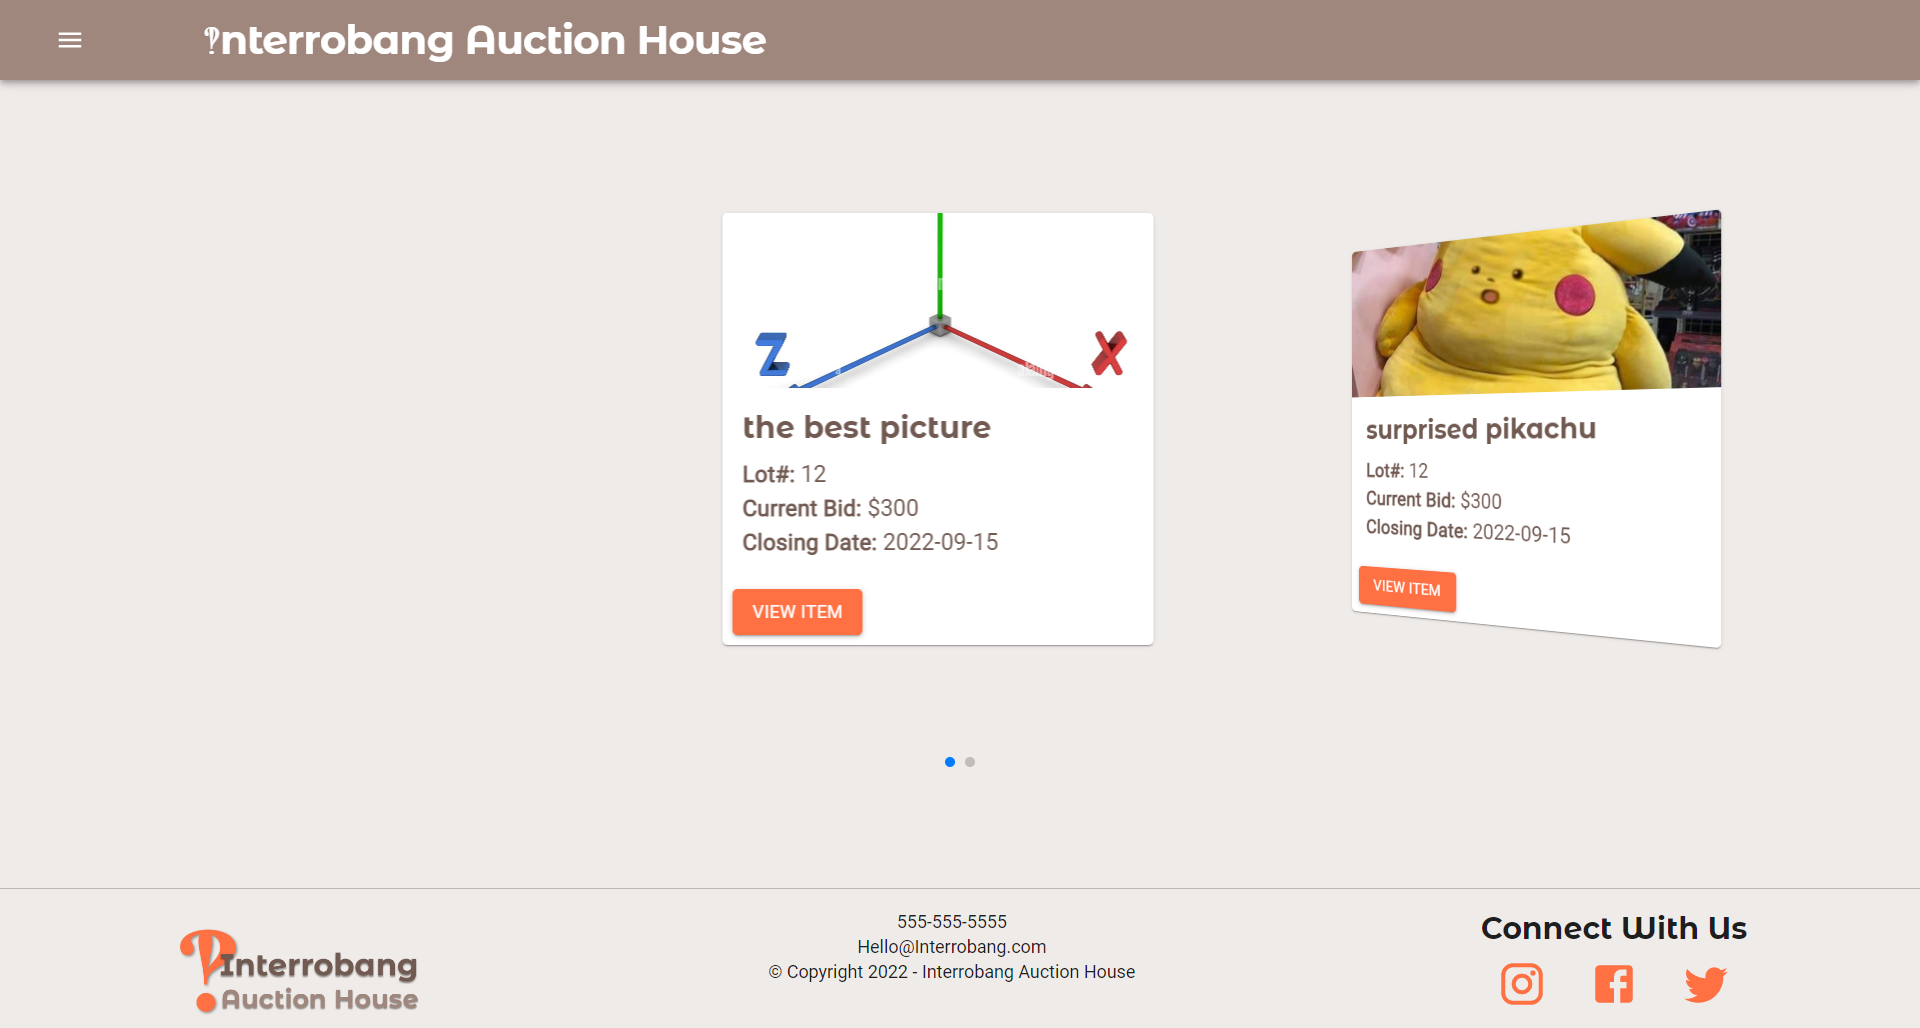 ‽nterrobang Auction House
Z
X
the best picture
Lot#: 12
Current Bid: $300
Closing Date: 2022-09-15
VIEW ITEM
surprised pikachu
Lot#: 12
Current Bid: $300
Closing Date: 2022-09-15
VIEW ITEM
Interrobang
Auction House
555-555-5555
Hello@Interrobang.com
© Copyright 2022 - Interrobang Auction House
Connect With Us